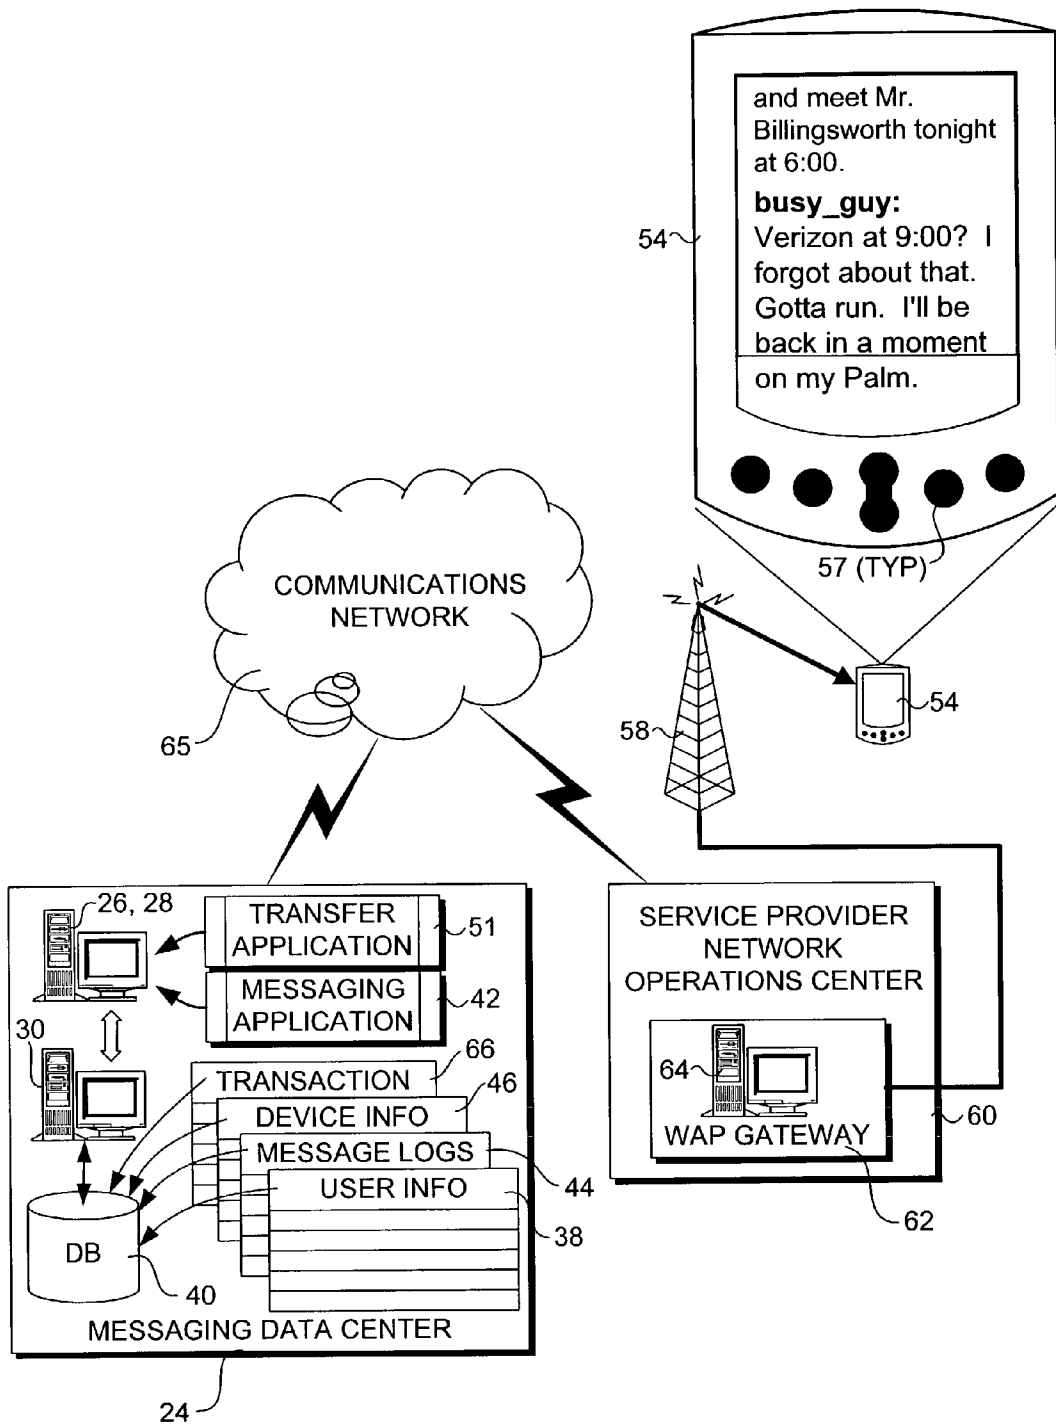 and meet Mr.
Billingsworth tonight
at 6:00.
busy_guy:
Verizon at 9:00?  I
forgot about that.
Gotta run.  I'll be
back in a moment
on my Palm.
54
57 (TYP)
COMMUNICATIONS
NETWORK
65
58
54
26, 28
TRANSFER
APPLICATION
51
MESSAGING
APPLICATION
42
30
66
TRANSACTION
46
DEVICE INFO
MESSAGE LOGS
44
USER INFO
38
DB
40
MESSAGING DATA CENTER
24
SERVICE PROVIDER
NETWORK
OPERATIONS CENTER
64
WAP GATEWAY
60
62